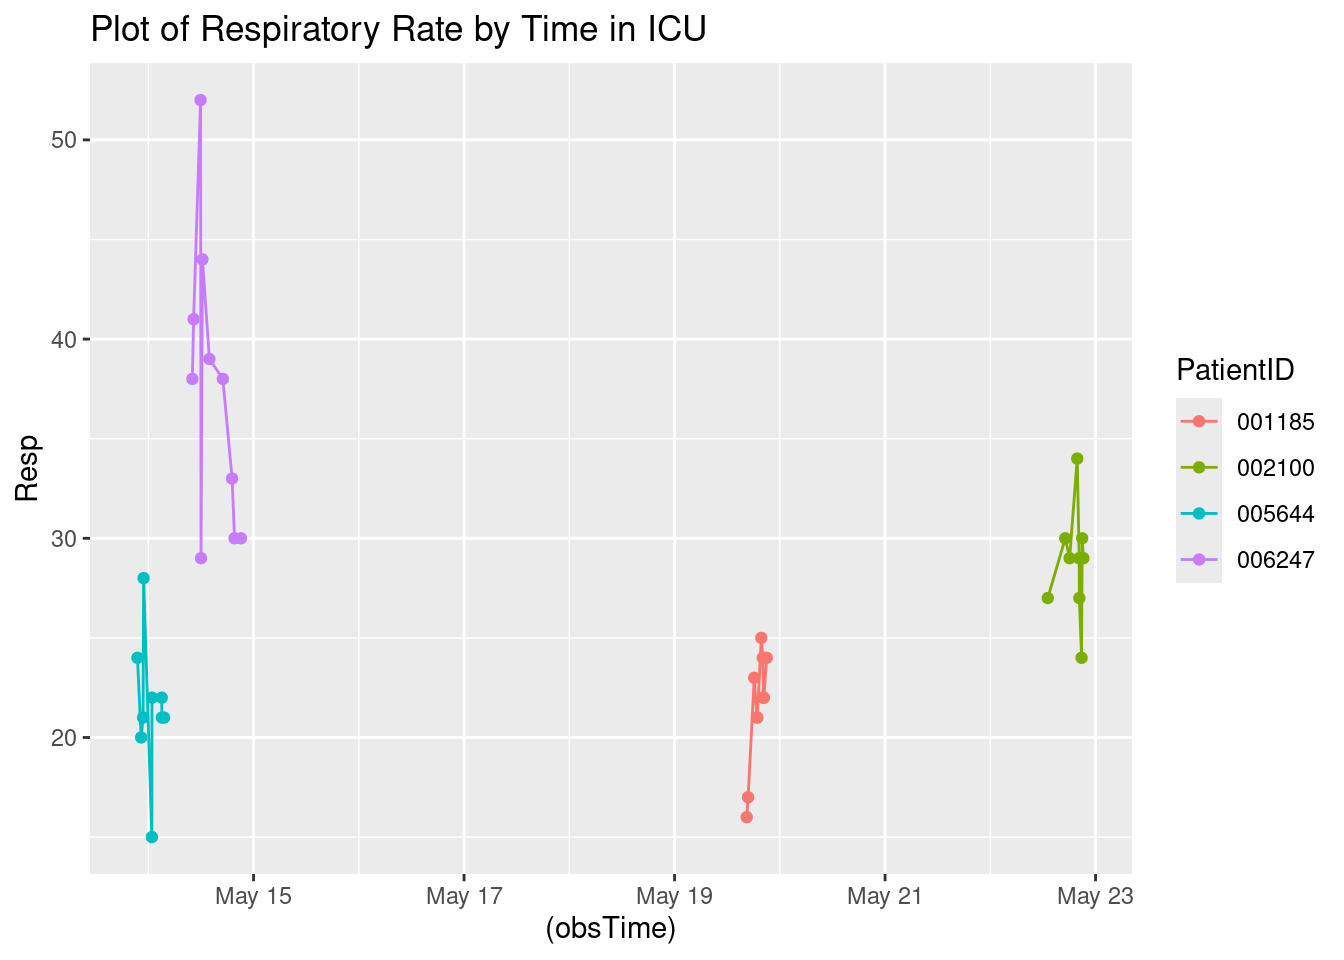 Plot of Respiratory Rate by Time in ICU
50
40
30
20
Resp
May 15
May 17
May 19
May 21
May 23
(obsTime)
PatientID
001185
002100
005644
006247